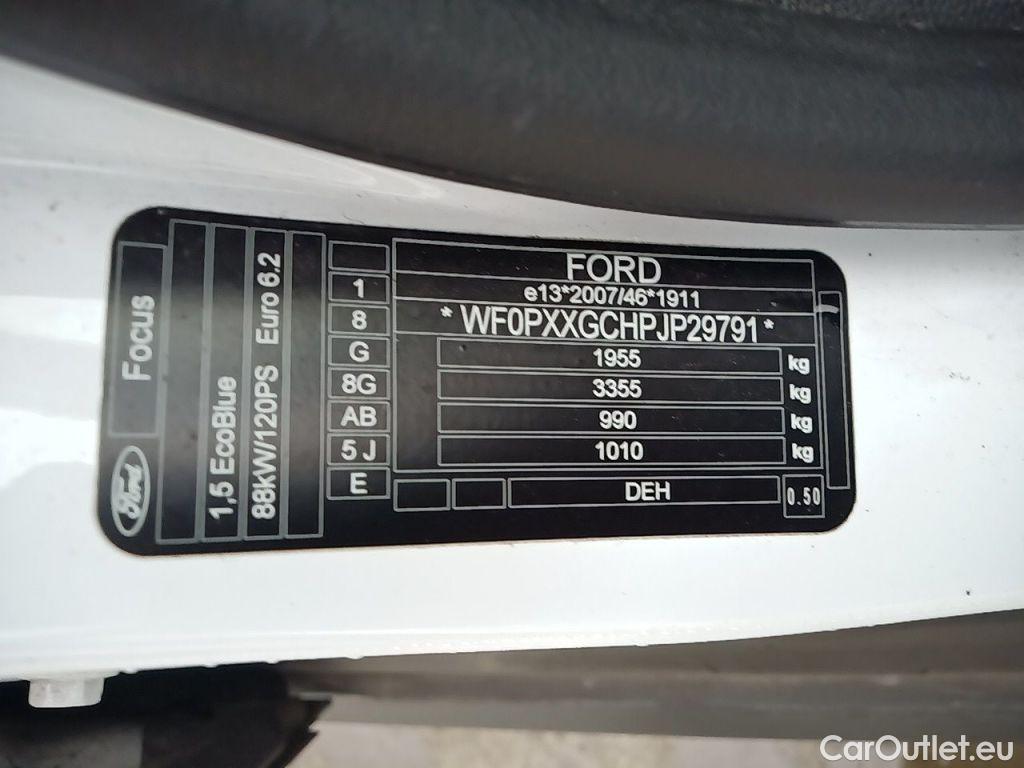 Ford
Focus
1,5 EcoBlue
88kW/120PS Euro 6.2
1
8
G
8G
AB
5 J
E
FORD
e13*2007/46*1911
* WF0PXXGCHPJP29791 *
1955 kg
3355 kg
990 kg
1010 kg
DEH 0.50
CarOutlet.eu